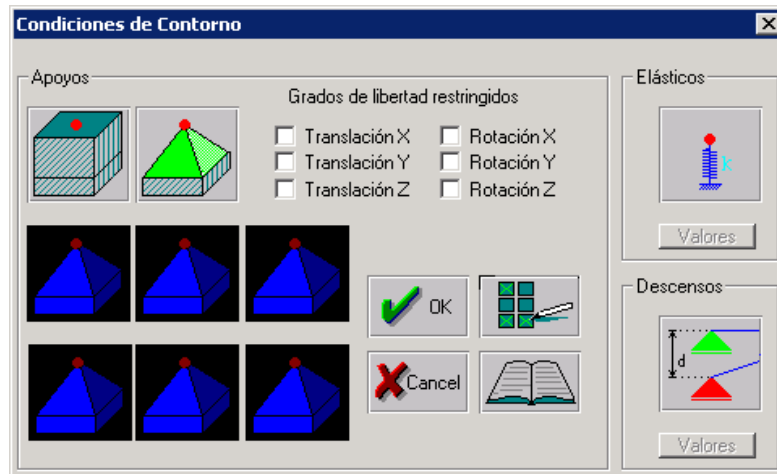 Condiciones de Contorno
Apoyos
Grados de libertad restringidos
Translación X
Rotación X
Translación Y
Rotación Y
Translación Z
Rotación Z
OK
Cancel
Elásticos
k
Valores
Descensos
d
Valores